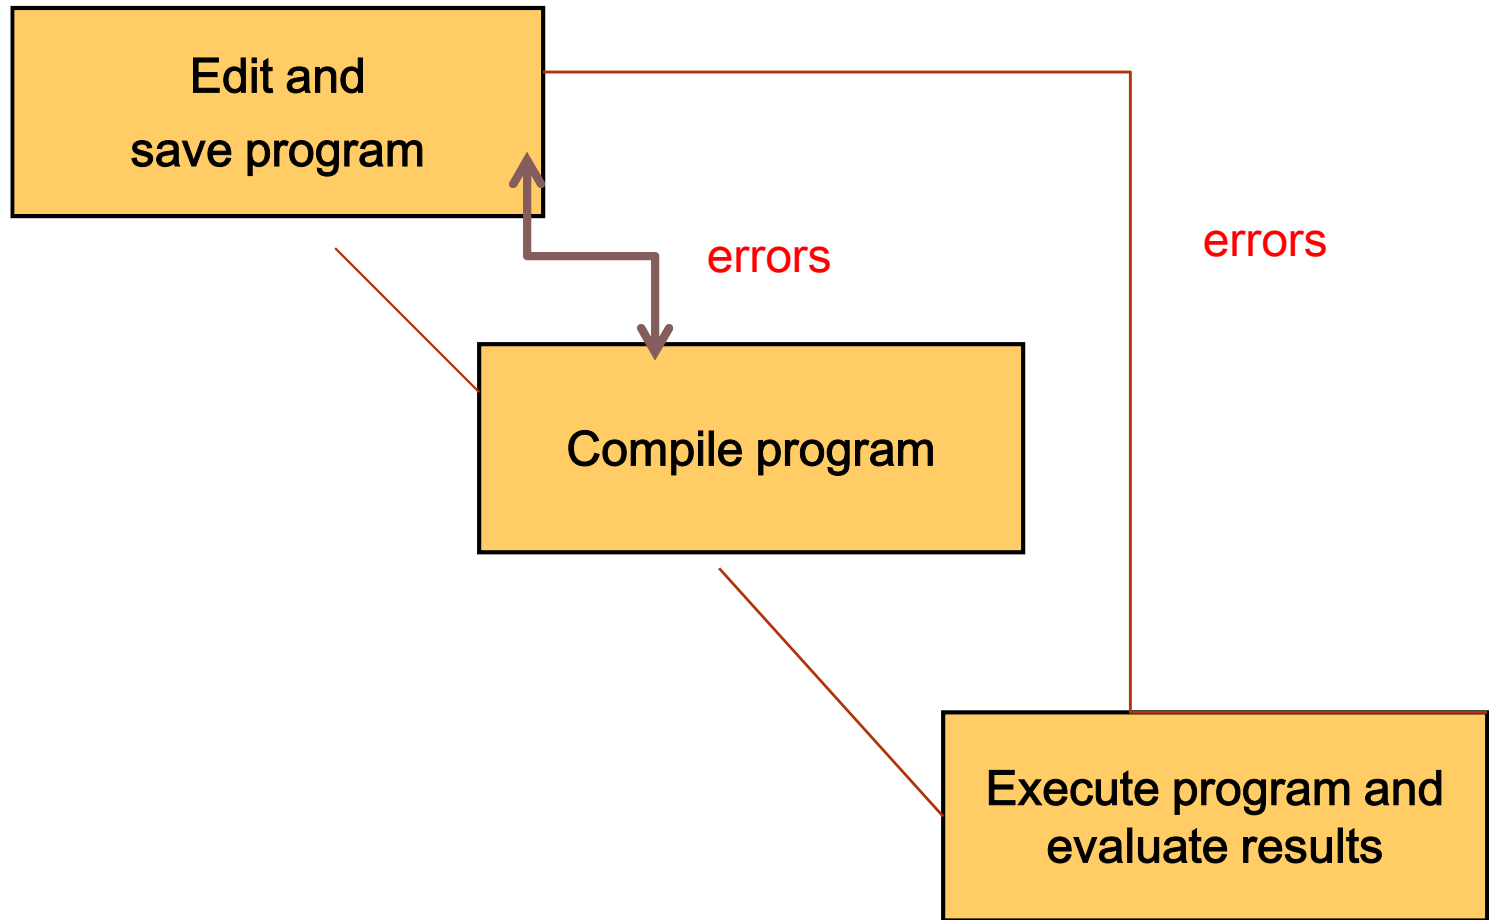 Edit and
save program
errors
errors
Compile program
Execute program and
evaluate results